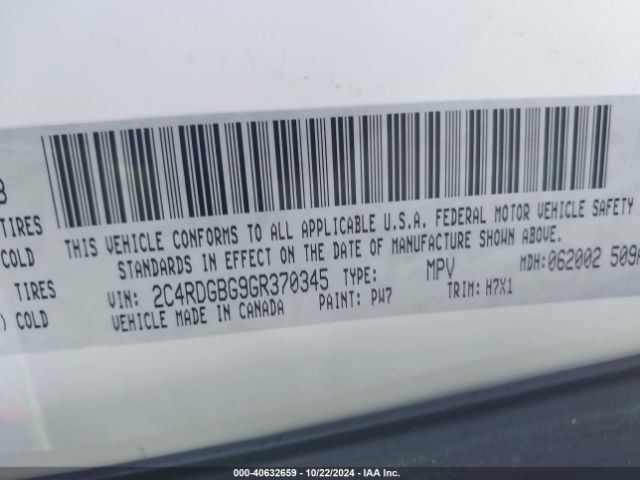 THIS VEHICLE CONFORMS TO ALL APPLICABLE U.S.A. FEDERAL MOTOR VEHICLE SAFETY
STANDARDS IN EFFECT ON THE DATE OF MANUFACTURE SHOWN ABOVE.
VIN: 2C4RDGBG9GR370345 TYPE: MPV MDH: 062002 509A
VEHICLE MADE IN CANADA PAINT: PW7 TRIM: H7X1
TIRES
COLD
TIRES
) COLD
000-40632659 - 10/22/2024 - IAA Inc.